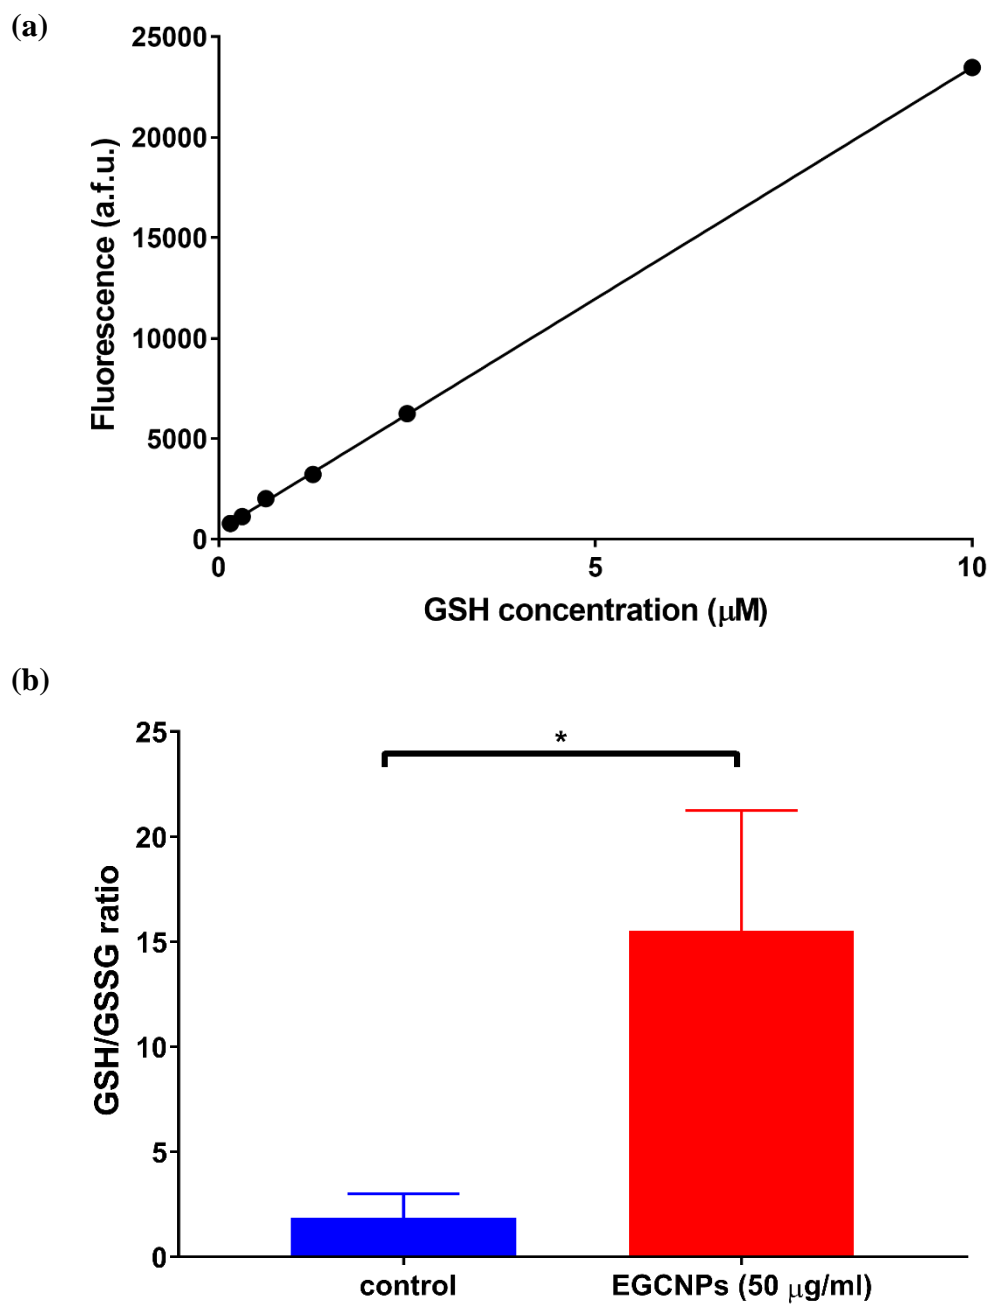 (a)
25000
20000
15000
10000
5000
0
Fluorescence (a.f.u.)
0 5 10
GSH concentration (μM)
(b)
25
20
15
10
5
0
GSH/GSSG ratio
*
control EGCNPs (50 μg/ml)